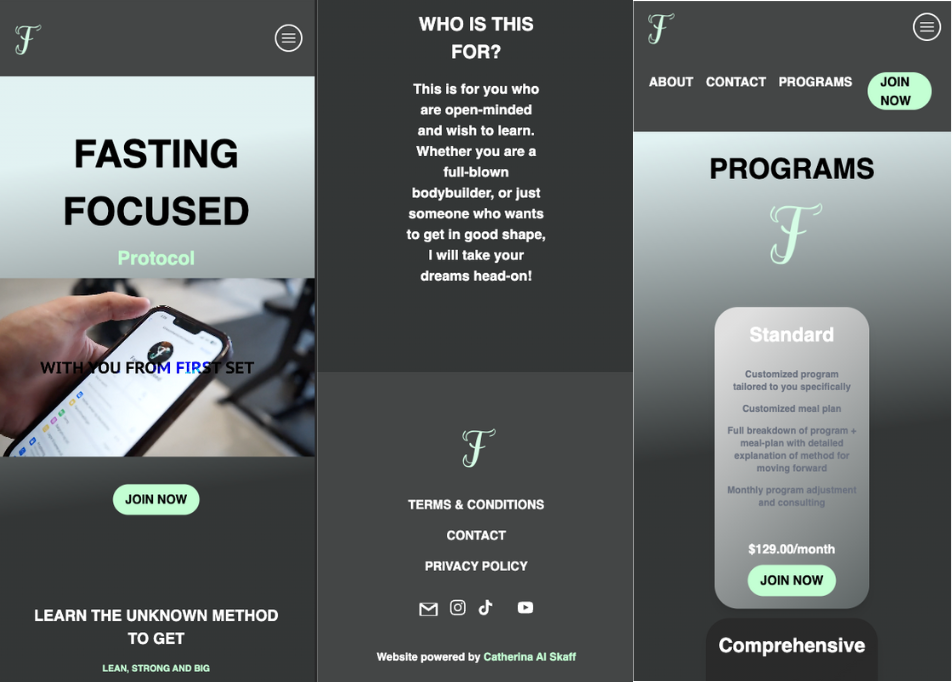 F
FASTING
FOCUSED
Protocol
WITH YOU FROM FIRST SET
JOIN NOW
LEARN THE UNKNOWN METHOD
TO GET
LEAN, STRONG AND BIG
WHO IS THIS
FOR?
This is for you who
are open-minded
and wish to learn.
Whether you are a
full-blown
bodybuilder, or just
someone who wants
to get in good shape,
I will take your
dreams head-on!
F
TERMS & CONDITIONS
CONTACT
PRIVACY POLICY
Website powered by Catherina Al Skaff
F
ABOUT CONTACT PROGRAMS JOIN
NOW
PROGRAMS
F
Standard
Customized program
tailored to you specifically
Customized meal plan
Full breakdown of program +
meal-plan with detailed
explanation of method for
moving forward
Monthly program adjustment
and consulting
$129.00/month
JOIN NOW
Comprehensive